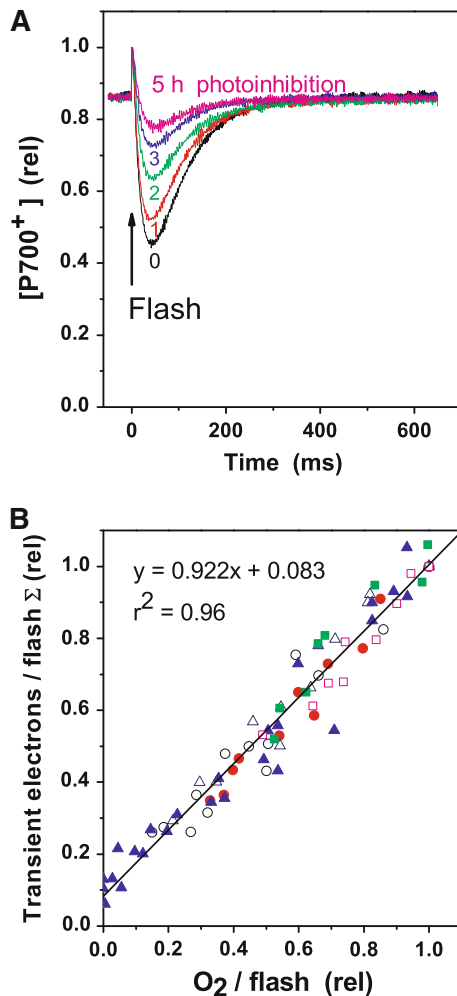 A
1.0
0.8
0.6
0.4
0.2
0.0
[P700+] (rel)
5 h photoinhibition
3
2
1
0
Flash
0 200 400 600
Time (ms)
B
y = 0.922x + 0.083
r² = 0.96
1.0
0.8
0.6
0.4
0.2
0.0
Transient electrons / flash Σ (rel)
0.0 0.2 0.4 0.6 0.8 1.0
O₂ / flash (rel)